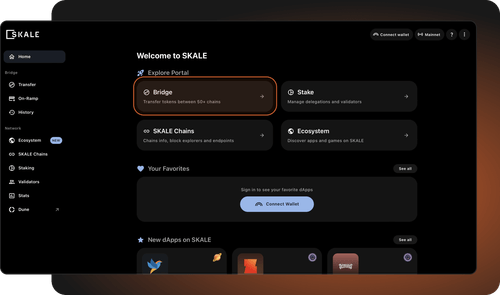 SKALE
Connect wallet
Mainnet
?
Home
Bridge
Transfer
On-Ramp
History
Network
Ecosystem NEW
SKALE Chains
Staking
Validators
Stats
Dune
Welcome to SKALE
Explore Portal
Bridge
Transfer tokens between 50+ chains
Stake
Manage delegations and validators
SKALE Chains
Chains info, block explorers and endpoints
Ecosystem
Discover apps and games on SKALE
Your Favorites
See all
Sign in to see your favorite dApps
Connect Wallet
New dApps on SKALE
See all